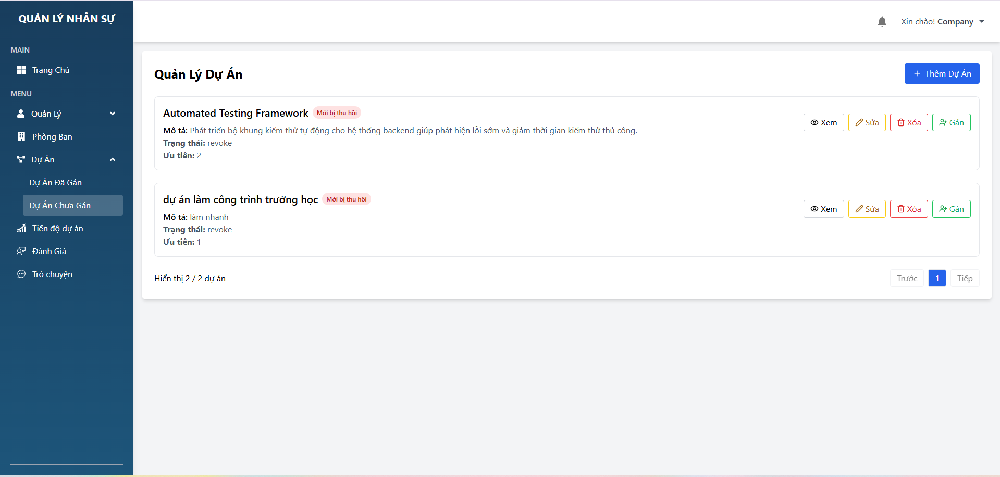 QUẢN LÝ NHÂN SỰ
MAIN
Trang Chủ
MENU
Quản Lý
Phòng Ban
Dự Án
Dự Án Đã Gán
Dự Án Chưa Gán
Tiến độ dự án
Đánh Giá
Trò chuyện
Xin chào! Company
Quản Lý Dự Án
Thêm Dự Án
Automated Testing Framework Mới bị thu hồi
Mô tả: Phát triển bộ khung kiểm thử tự động cho hệ thống backend giúp phát hiện lỗi sớm và giảm thời gian kiểm thử thủ công.
Trạng thái: revoke
Ưu tiên: 2
Xem Sửa Xóa Gán
dự án làm công trình trường học Mới bị thu hồi
Mô tả: làm nhanh
Trạng thái: revoke
Ưu tiên: 1
Xem Sửa Xóa Gán
Hiển thị 2 / 2 dự án
Trước 1 Tiếp